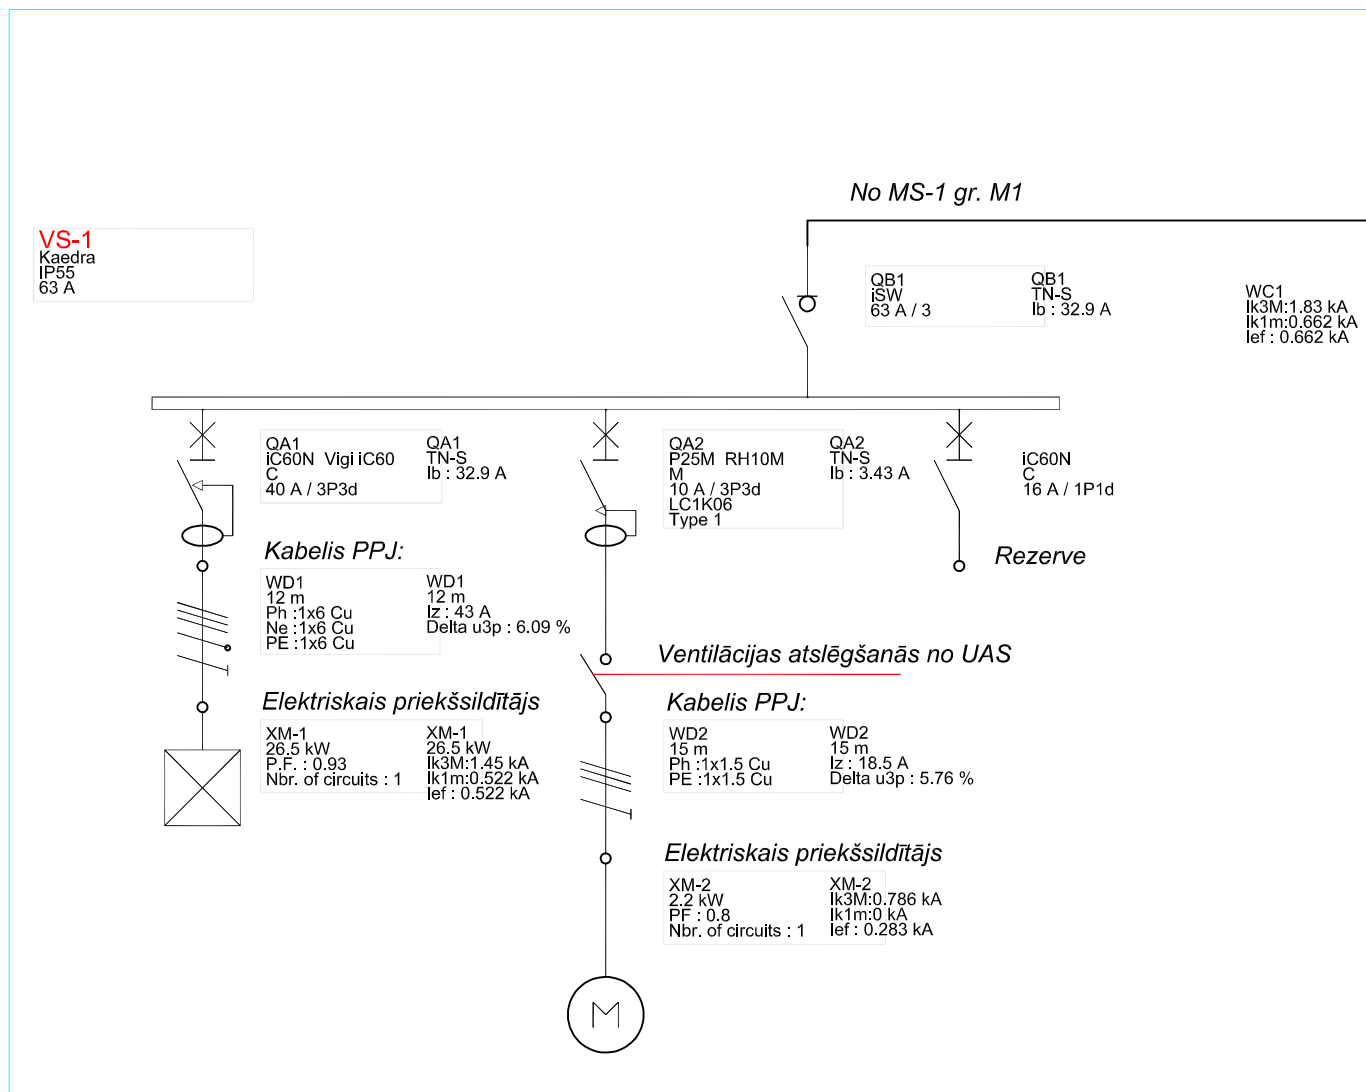 No MS-1 gr. M1
VS-1
Kaedra
IP55
63 A
QB1
iSW
63 A / 3
QB1
TN-S
Ib : 32.9 A
WC1
Ik3M:1.83 kA
Ik1m:0.662 kA
Ief : 0.662 kA
QA1
iC60N  Vigi iC60
C
40 A / 3P3d
QA1
TN-S
Ib : 32.9 A
QA2
P25M  RH10M
M
10 A / 3P3d
LC1K06
Type 1
QA2
TN-S
Ib : 3.43 A
iC60N
C
16 A / 1P1d
Rezerve
Kabelis PPJ:
WD1
12 m
Ph :1x6 Cu
Ne :1x6 Cu
PE :1x6 Cu
WD1
12 m
Iz : 43 A
Delta u3p : 6.09 %
Ventilācijas atslēgšanās no UAS
Elektriskais priekšsildītājs
XM-1
26.5 kW
P.F. : 0.93
Nbr. of circuits : 1
XM-1
26.5 kW
Ik3M:1.45 kA
Ik1m:0.522 kA
Ief : 0.522 kA
Kabelis PPJ:
WD2
15 m
Ph :1x1.5 Cu
PE :1x1.5 Cu
WD2
15 m
Iz : 18.5 A
Delta u3p : 5.76 %
Elektriskais priekšsildītājs
XM-2
2.2 kW
PF : 0.8
Nbr. of circuits : 1
XM-2
Ik3M:0.786 kA
Ik1m:0 kA
Ief : 0.283 kA
M